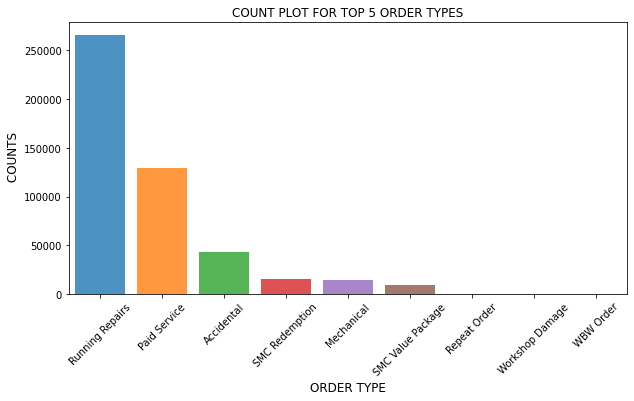 COUNT PLOT FOR TOP 5 ORDER TYPES
COUNTS
250000
200000
150000
100000
50000
0
Running Repairs
Paid Service
Accidental
SMC Redemption
Mechanical
SMC Value Package
Repeat Order
Workshop Damage
WBW Order
ORDER TYPE